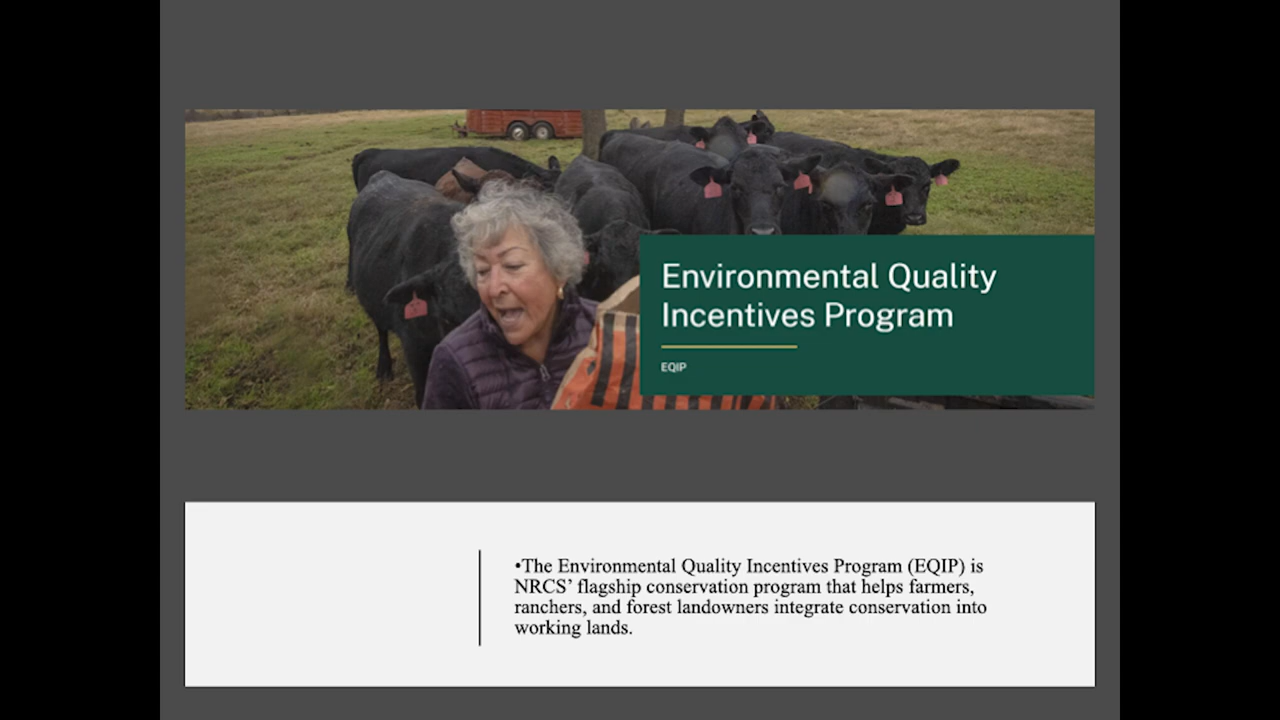 Environmental Quality
Incentives Program
EQIP
•The Environmental Quality Incentives Program (EQIP) is
NRCS’ flagship conservation program that helps farmers,
ranchers, and forest landowners integrate conservation into
working lands.